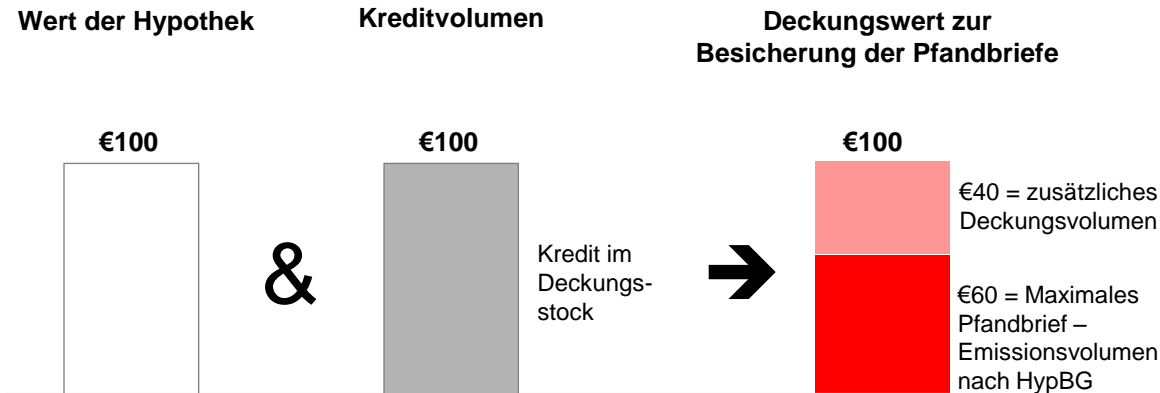 Wert der Hypothek
Kreditvolumen
Deckungswert zur
Besicherung der Pfandbriefe
€100
€100
€100
&
Kredit im
Deckungs-
stock
€40 = zusätzliches
Deckungsvolumen
€60 = Maximales
Pfandbrief –
Emissionsvolumen
nach HypBG